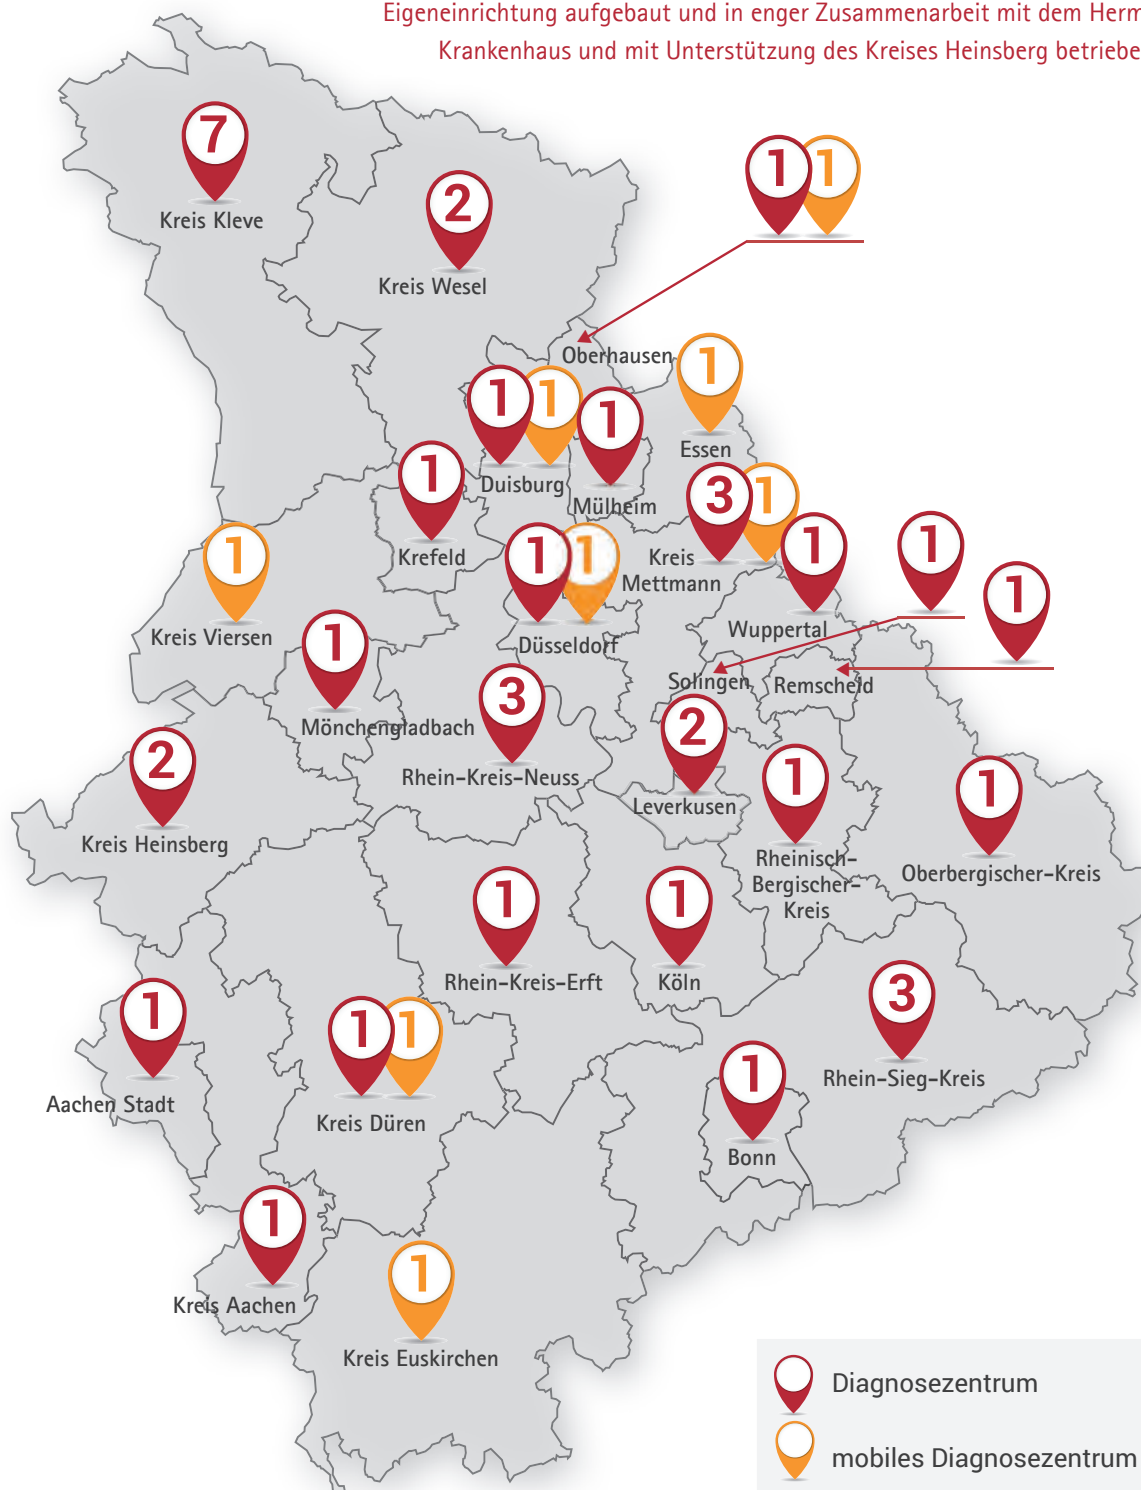 Eigeneinrichtung aufgebaut und in enger Zusammenarbeit mit dem
Krankenhaus und mit Unterstützung des Kreises Heinsberg
7
Kreis Kleve
2
Kreis Wesel
1 1
Oberhausen
1
Essen
1 1
Duisburg
1
Mülheim
1
Krefeld
3 1
Kreis
Mettmann
1
Wuppertal
1
Solingen
1
Remscheid
1
Kreis Viersen
1 1
Düsseldorf
1
Mönchengladbach
3
Rhein-Kreis-Neuss
2
Leverkusen
2
Kreis Heinsberg
1
Rheinisch-
Bergischer-
Kreis
1
Oberbergischer-Kreis
1
Rhein-Kreis-Erft
1
Köln
3
Rhein-Sieg-Kreis
1
Aachen Stadt
1 1
Kreis Düren
1
Bonn
1
Kreis Aachen
1
Kreis Euskirchen
Diagnosezentrum
mobiles Diagnosezentrum